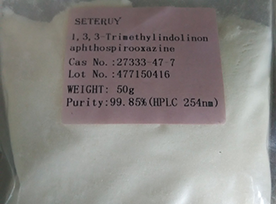 SETERUY
1,3,3-Trimethylindolinon
aphthospirooxazine
Cas No.:27333-47-7
Lot No.:477150416
WEIGHT: 50g
Purity:99.85%(HPLC 254nm)